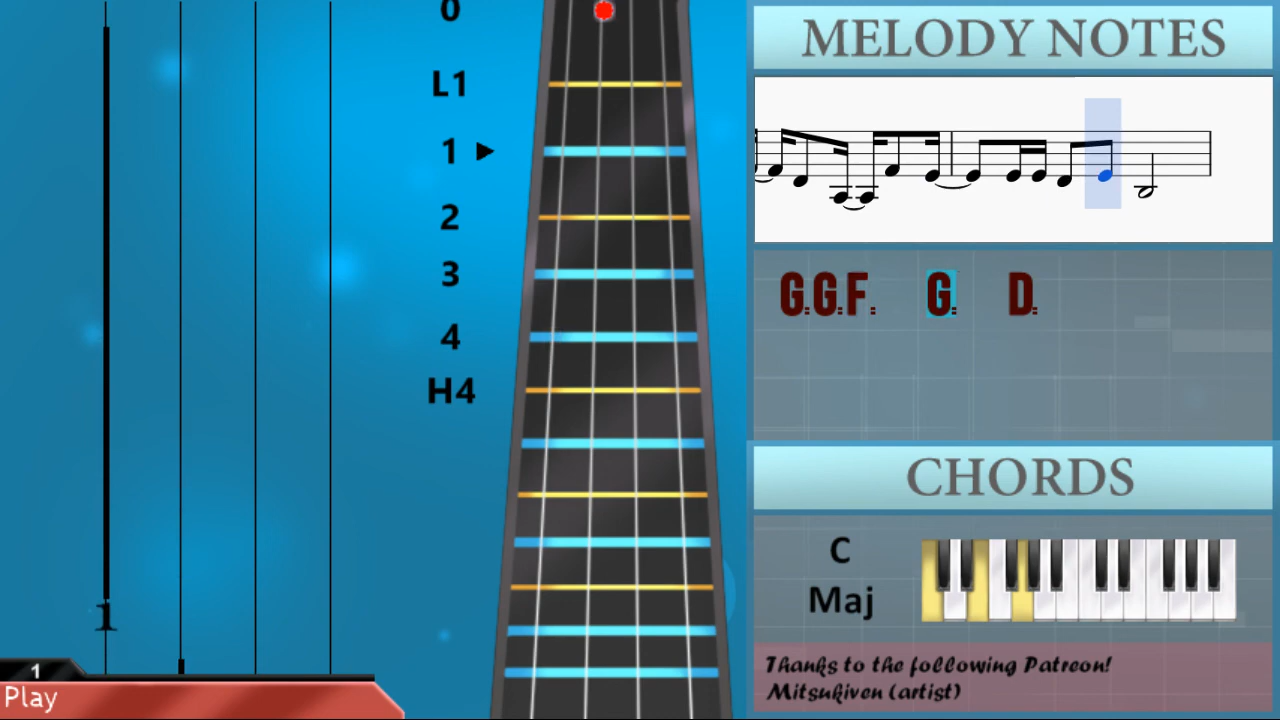 0
L1
1 ►
2
3
4
H4
1
1
Play
MELODY NOTES
G. G. F. G. D.
CHORDS
C
Maj
Thanks to the following Patreon!
Mitsukiven (artist)